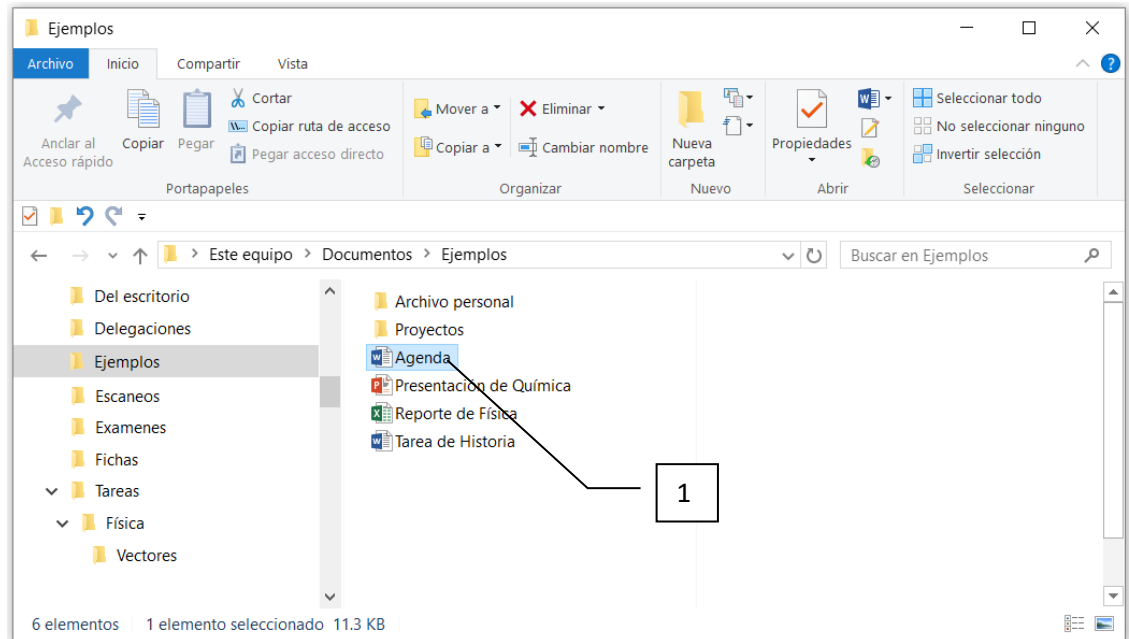 Ejemplos
Archivo Inicio Compartir Vista
Anclar al Acceso rápido
Copiar
Pegar
Cortar
Copiar ruta de acceso
Pegar acceso directo
Portapapeles
Mover a
Copiar a
Eliminar
Cambiar nombre
Organizar
Nueva carpeta
Nuevo
Propiedades
Abrir
Seleccionar todo
No seleccionar ninguno
Invertir selección
Seleccionar
Este equipo > Documentos > Ejemplos
Buscar en Ejemplos
Del escritorio
Delegaciones
Ejemplos
Escaneos
Examenes
Fichas
Tareas
Física
Vectores
Archivo personal
Proyectos
Agenda
Presentación de Química
Reporte de Física
Tarea de Historia
1
6 elementos 1 elemento seleccionado 11.3 KB